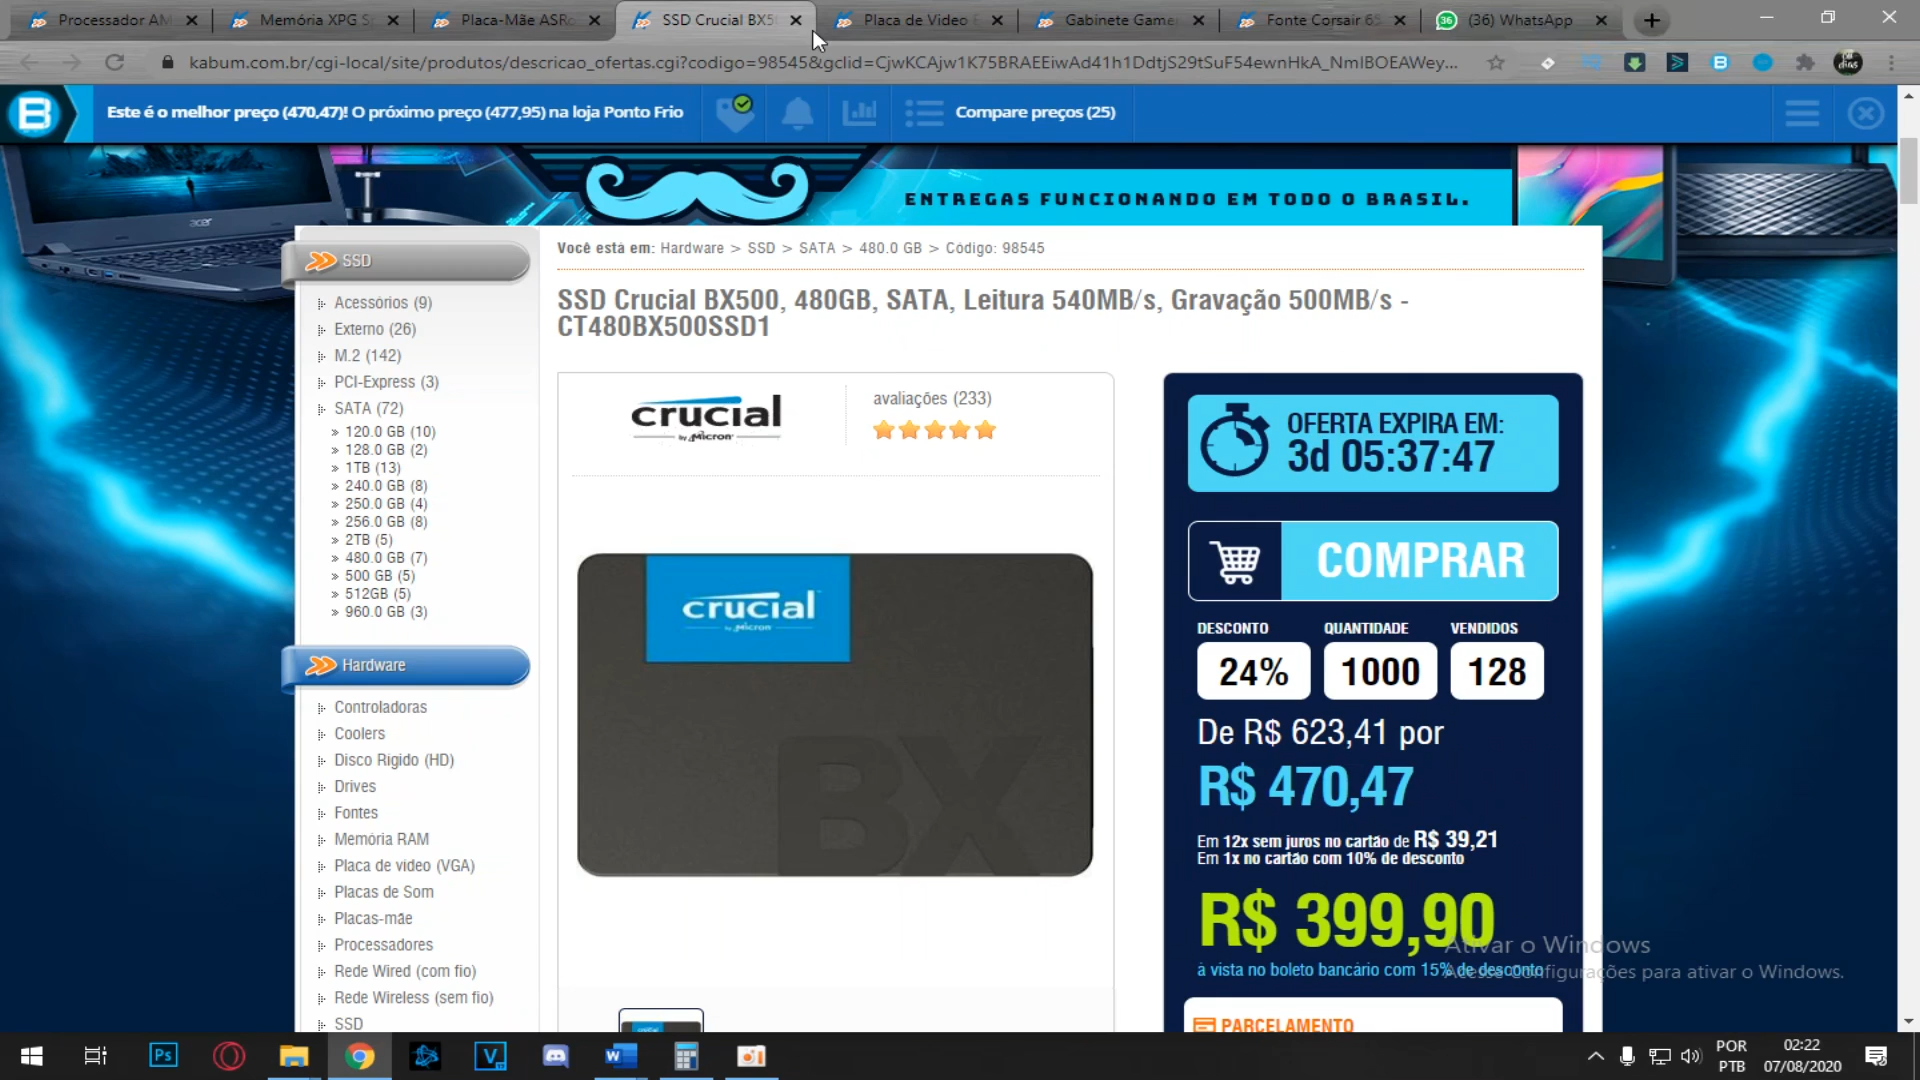 Processador AM
Memória XPG S
Placa-Mãe ASRo
SSD Crucial BX5
Placa de Video
Gabinete Game
Fonte Corsair 65
36
(36) WhatsApp
kabum.com.br/cgi-local/site/produtos/descricao_ofertas.cgi?codigo=98545&gclid=CjwKCAjw1K75BRAEEiwAd41h1DdtjS29tSuF54ewnHkA_NmIBOEAWey...
B
Este é o melhor preço (470,47)! O próximo preço (477,95) na loja Ponto Frio
Compare preços (25)
acer
ENTREGAS FUNCIONANDO EM TODO O BRASIL.
Você está em: Hardware > SSD > SATA > 480.0 GB > Código: 98545
SSD
Acessórios (9)
Externo (26)
M.2 (142)
PCI-Express (3)
SATA (72)
» 120.0 GB (10)
» 128.0 GB (2)
» 1TB (13)
» 240.0 GB (8)
» 250.0 GB (4)
» 256.0 GB (8)
» 2TB (5)
» 480.0 GB (7)
» 500 GB (5)
» 512GB (5)
» 960.0 GB (3)
Hardware
Controladoras
Coolers
Disco Rígido (HD)
Drives
Fontes
Memória RAM
Placa de vídeo (VGA)
Placas de Som
Placas-mãe
Processadores
Rede Wired (com fio)
Rede Wireless (sem fio)
SSD
SSD Crucial BX500, 480GB, SATA, Leitura 540MB/s, Gravação 500MB/s -
CT480BX500SSD1
crucial
by Micron
avaliações (233)
crucial
by Micron
BX
OFERTA EXPIRA EM:
3d 05:37:47
COMPRAR
DESCONTO QUANTIDADE VENDIDOS
24% 1000 128
De R$ 623,41 por
R$ 470,47
Em 12x sem juros no cartão de R$ 39,21
Em 1x no cartão com 10% de desconto
R$ 399,90
à vista no boleto bancário com 15% de desconto
PARCELAMENTO
Ativar o Windows
Acesse Configurações para ativar o Windows.
Ps
V
W
POR
PTB
02:22
07/08/2020